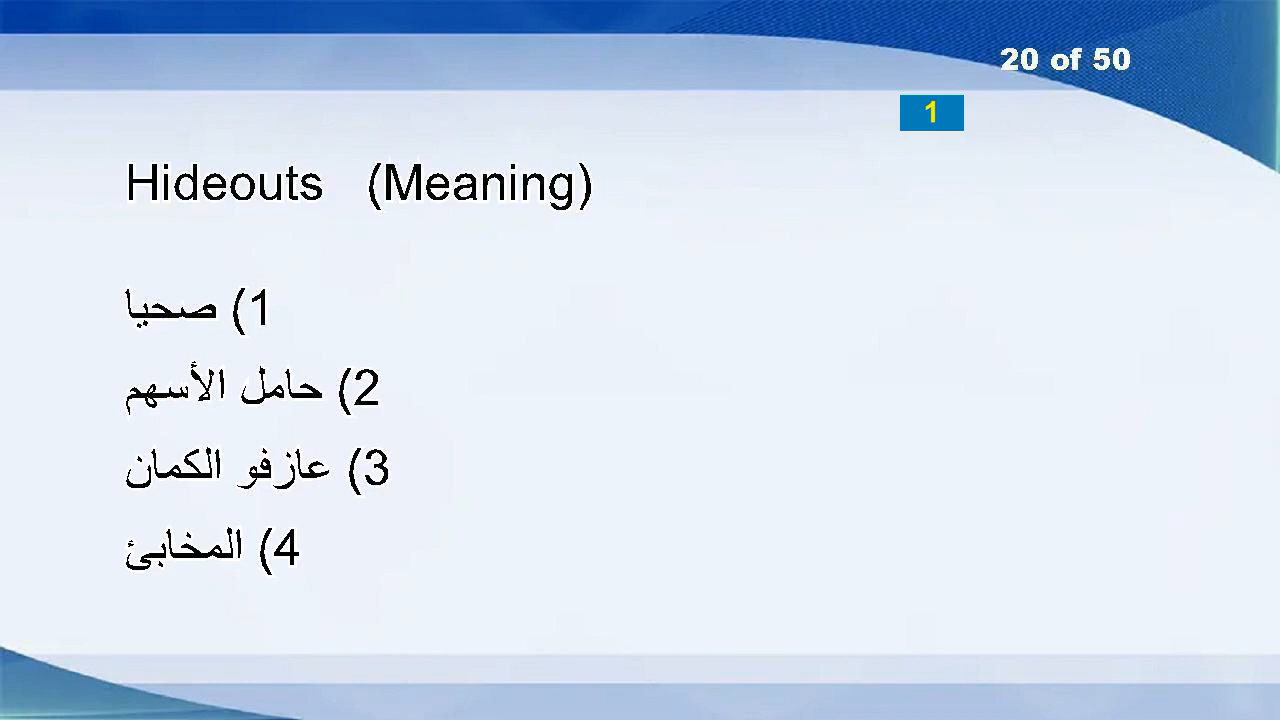 20 of 50
1
Hideouts (Meaning)
1) صحيا
2) حامل الأسهم
3) عازفو الكمان
4) المخابئ